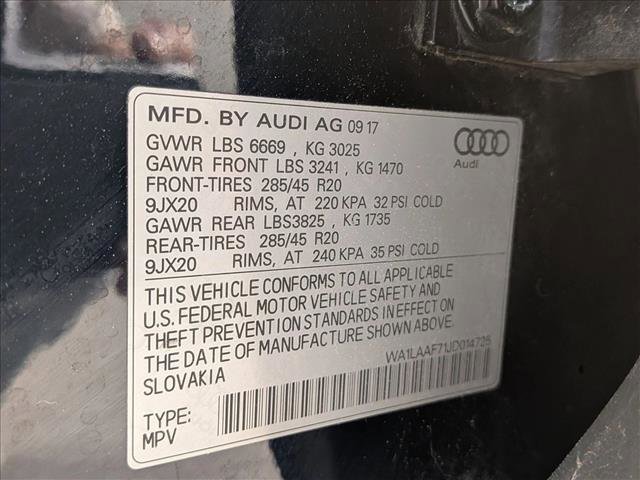 MFD. BY AUDI AG 09 17
GVWR LBS 6669 , KG 3025
GAWR FRONT LBS 3241 , KG 1470
FRONT-TIRES 285/45 R20
9JX20 RIMS, AT 220 KPA 32 PSI COLD
GAWR REAR LBS3825 , KG 1735
REAR-TIRES 285/45 R20
9JX20 RIMS, AT 240 KPA 35 PSI COLD
Audi
THIS VEHICLE CONFORMS TO ALL APPLICABLE
U.S. FEDERAL MOTOR VEHICLE SAFETY AND
THEFT PREVENTION STANDARDS IN EFFECT ON
THE DATE OF MANUFACTURE SHOWN ABOVE.
SLOVAKIA
WA1LAAF71JD014725
TYPE:
MPV